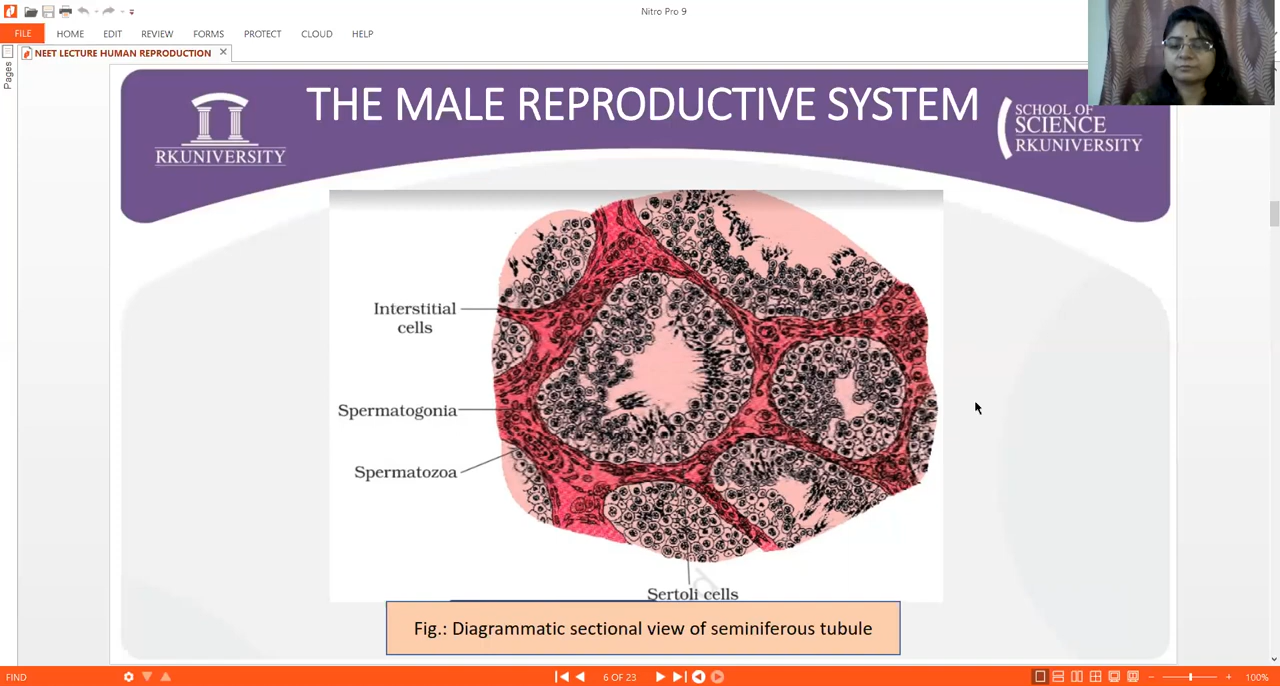 Nitro Pro 9
FILE HOME EDIT REVIEW FORMS PROTECT CLOUD HELP
NEET LECTURE HUMAN REPRODUCTION
Pages
THE MALE REPRODUCTIVE SYSTEM
RKUNIVERSITY
SCHOOL OF
SCIENCE
RKUNIVERSITY
Interstitial
cells
Spermatogonia
Spermatozoa
Sertoli cells
Fig.: Diagrammatic sectional view of seminiferous tubule
FIND
6 OF 23
100%